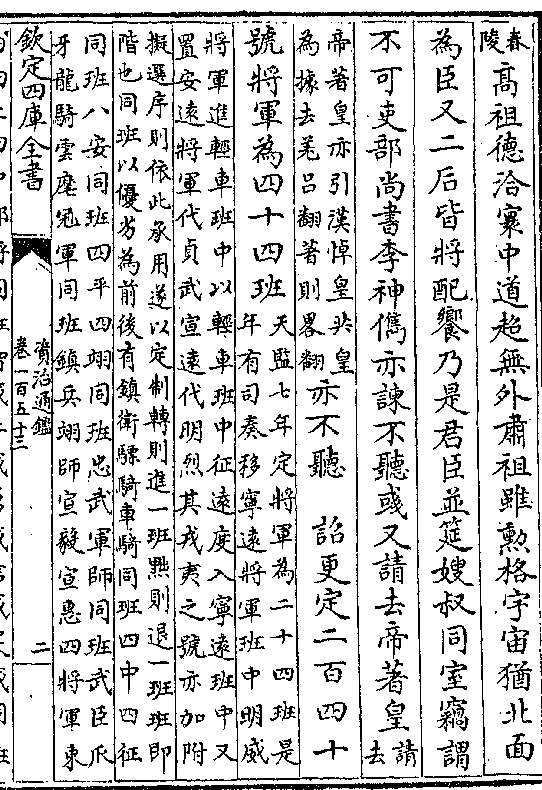 舂陵高祖德洽寰中道超無外肅祖雖勲格宇宙猶北面
為臣又二后皆將配饗乃是君臣並筵嫂叔同室竊謂
不可吏部尚書李神儁亦諫不聽彧又請去帝著皇請去
帝著皇亦引漢悼皇共皇為據去羌呂翻著則畧翻亦不聽 詔更定二百四十
號將軍為四十四班天監七年定將軍為二十四班是年有司奏移寧遠將軍班中明威
將軍進輕車班中以輕車班中征遠度入寧遠班中又
置安遠將軍代貞武宣遠代明烈其戎夷之號亦加附
擬選序則依此承用遂以定制轉則進一班黜則退一班班即
階也同班以優劣為前後有鎮衛驃騎車騎同班四中四征
同班八安同班四平四翊同班忠武軍師同班武臣爪
牙龍騎雲麾冠軍同班鎮兵翊師宣毅宣惠四將軍東
欽定四庫全書
資治通鑑
卷一百五十三
二